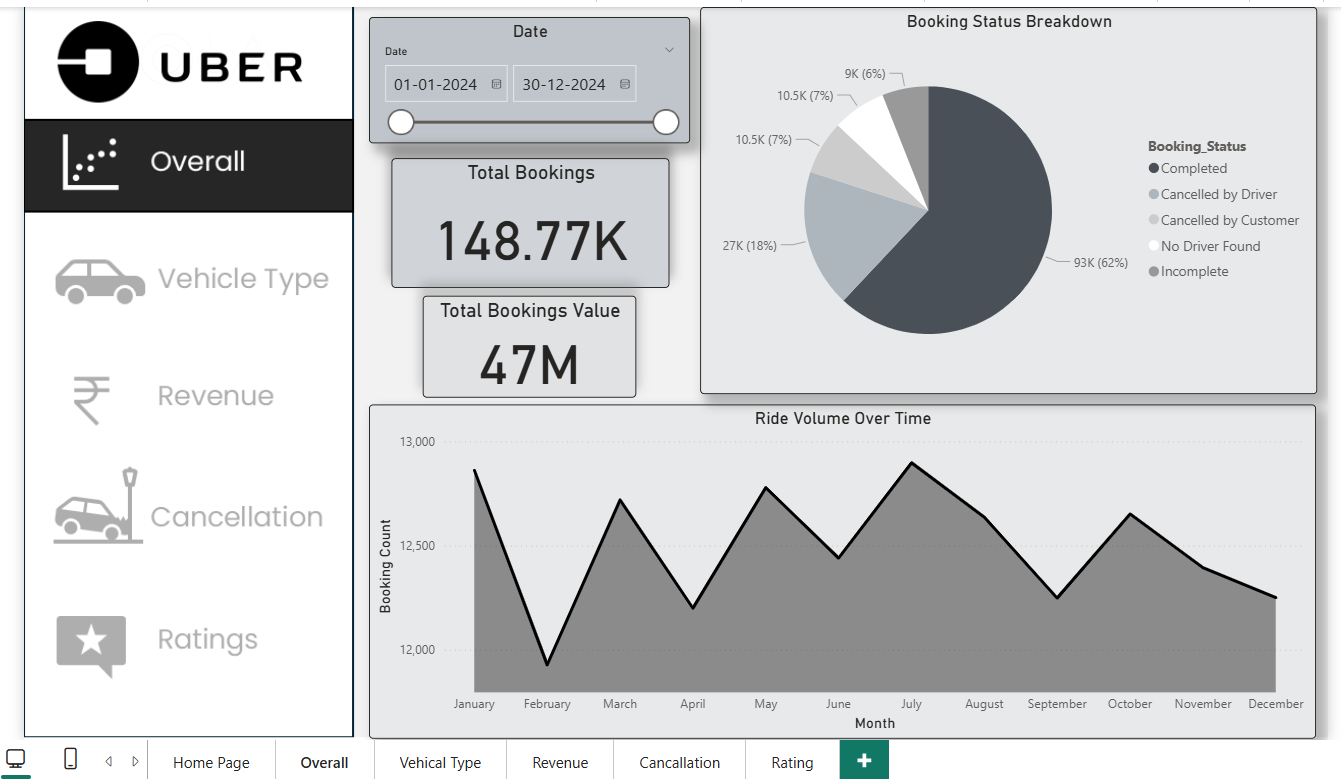 UBER
Overall
Vehicle Type
Revenue
Cancellation
Ratings
Date
Date
01-01-2024
30-12-2024
Total Bookings
148.77K
Total Bookings Value
47M
Booking Status Breakdown
9K (6%)
10.5K (7%)
10.5K (7%)
27K (18%)
93K (62%)
Booking_Status
Completed
Cancelled by Driver
Cancelled by Customer
No Driver Found
Incomplete
Ride Volume Over Time
Booking Count
13,000
12,500
12,000
January February March April May June July August September October November December
Month
Home Page Overall Vehical Type Revenue Cancallation Rating